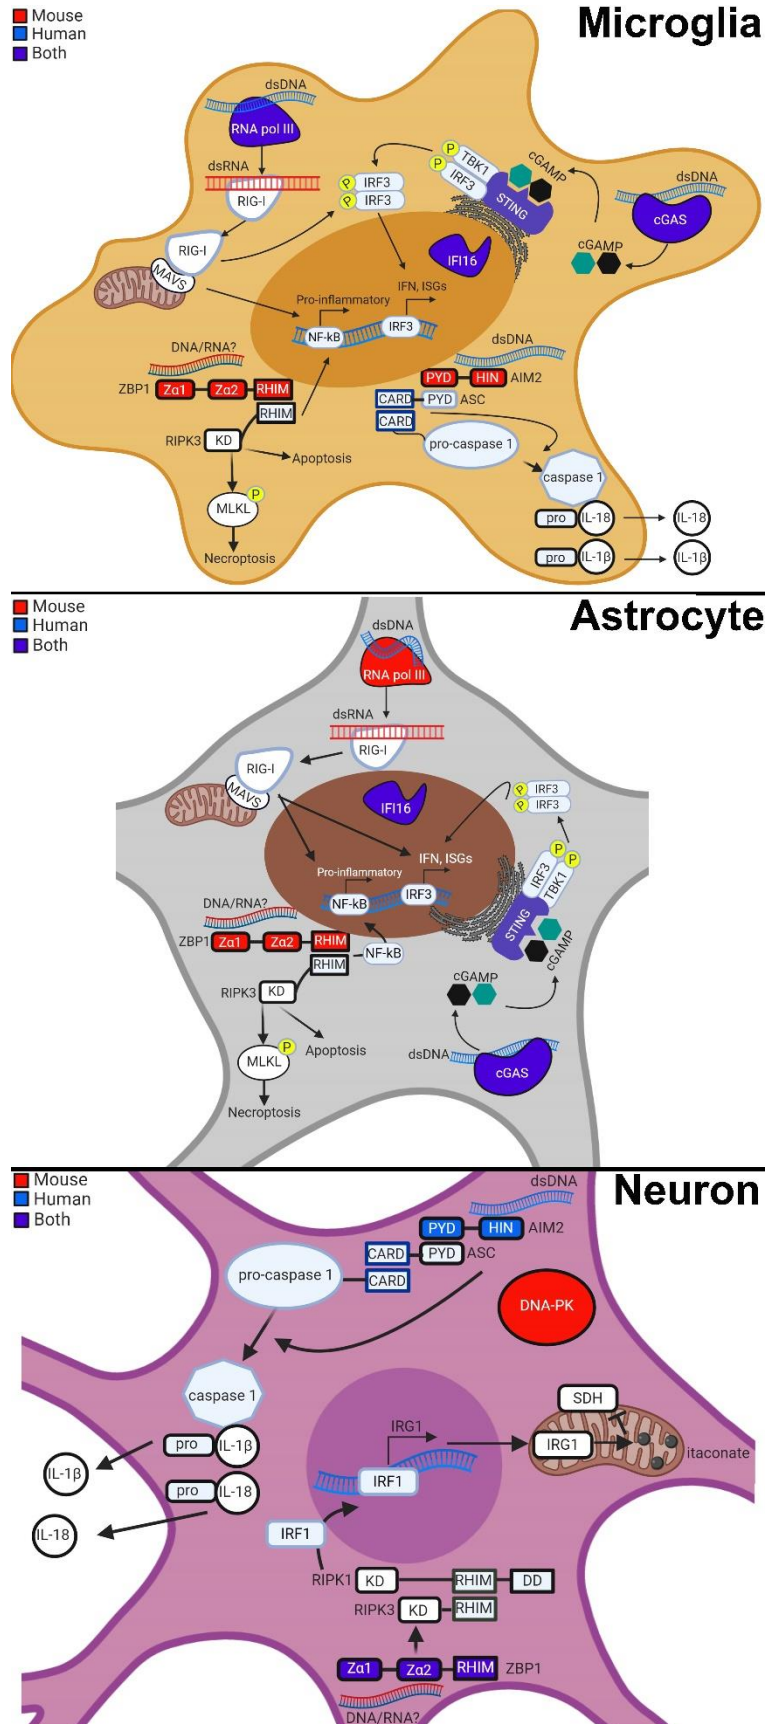 Mouse
Human
Both
Microglia
dsDNA
RNA pol III
dsRNA
RIG-I
RIG-I
MAVS
P
IRF3
P
IRF3
P
TBK1
P
IRF3
STING
cGAMP
dsDNA
cGAS
cGAMP
IFI16
IFN, ISGs
Pro-inflammatory
NF-kB
IRF3
DNA/RNA?
ZBP1
Zα1
Zα2
RHIM
RHIM
RIPK3
KD
Apoptosis
P
MLKL
Necroptosis
dsDNA
PYD
HIN
AIM2
CARD
PYD
ASC
CARD
pro-caspase 1
caspase 1
pro
IL-18
IL-18
pro
IL-1β
IL-1β
Mouse
Human
Both
Astrocyte
dsDNA
RNA pol III
dsRNA
RIG-I
RIG-I
MAVS
IFI16
P
IRF3
P
IRF3
IFN, ISGs
Pro-inflammatory
NF-kB
IRF3
P
P
IRF3
TBK1
STING
cGAMP
cGAMP
dsDNA
cGAS
DNA/RNA?
ZBP1
Zα1
Zα2
RHIM
RHIM
NF-kB
RIPK3
KD
P
Apoptosis
MLKL
Necroptosis
Mouse
Human
Both
Neuron
dsDNA
PYD
HIN
AIM2
CARD
PYD
ASC
pro-caspase 1
CARD
DNA-PK
caspase 1
pro
IL-1β
IL-1β
pro
IL-18
IL-18
IRG1
IRF1
IRF1
SDH
IRG1
itaconate
RIPK1
KD
RHIM
DD
RIPK3
KD
RHIM
Zα1
Zα2
RHIM
ZBP1
DNA/RNA?